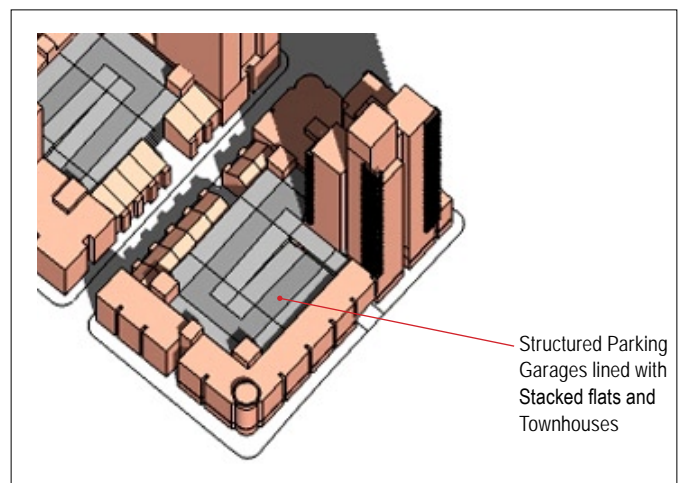 Structured Parking
Garages lined with
Stacked flats and
Townhouses